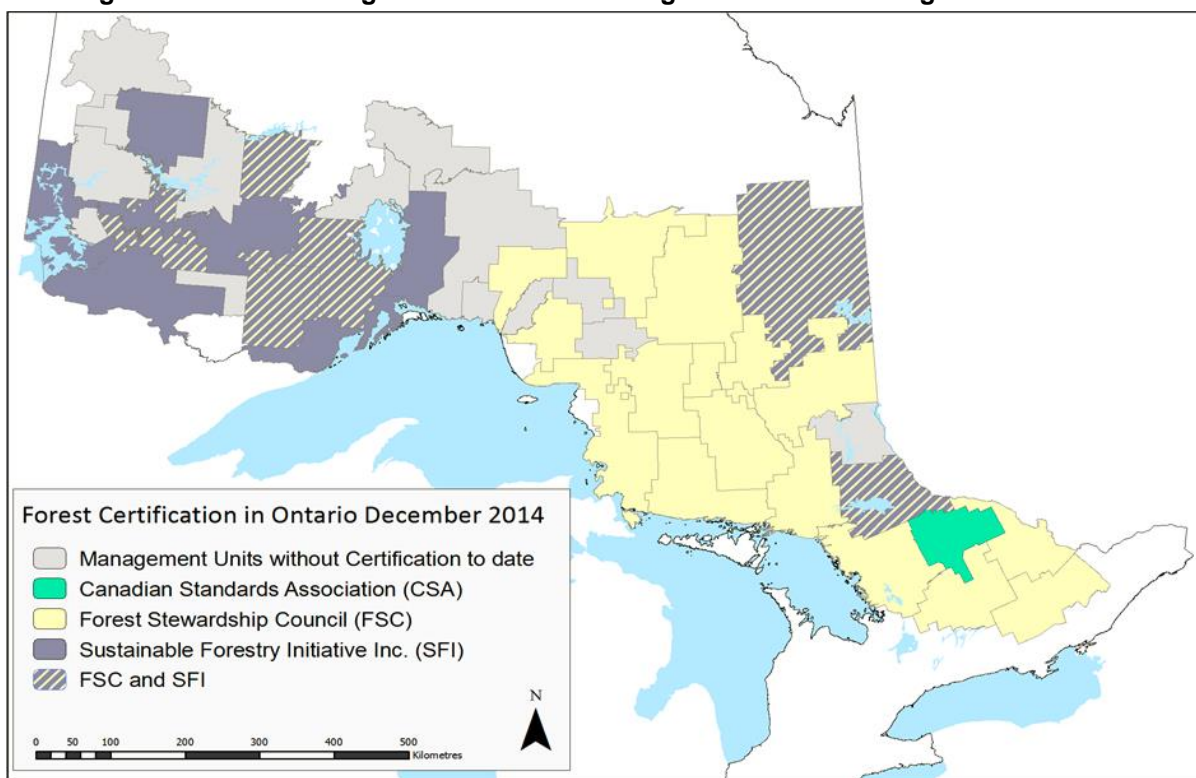 Forest Certification in Ontario December 2014
Management Units without Certification to date
Canadian Standards Association (CSA)
Forest Stewardship Council (FSC)
Sustainable Forestry Initiative Inc. (SFI)
FSC and SFI
N
0 50 100 200 300 400 500
Kilometres